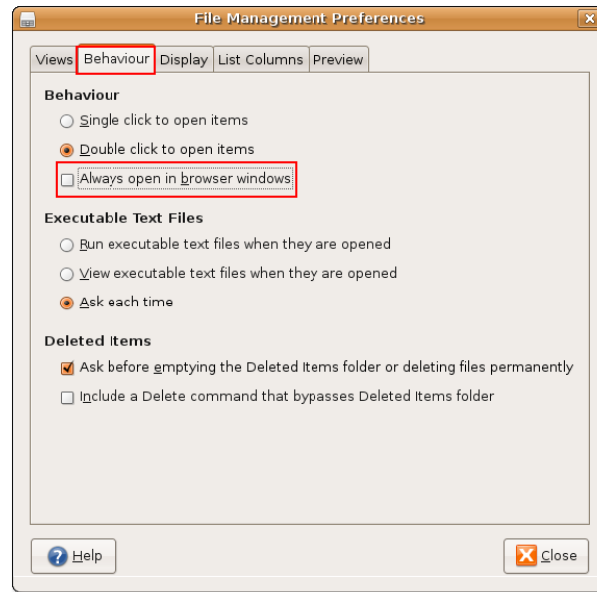 File Management Preferences
Views Behaviour Display List Columns Preview
Behaviour
Single click to open items
Double click to open items
Always open in browser windows
Executable Text Files
Run executable text files when they are opened
View executable text files when they are opened
Ask each time
Deleted Items
Ask before emptying the Deleted Items folder or deleting files permanently
Include a Delete command that bypasses Deleted Items folder
Help Close